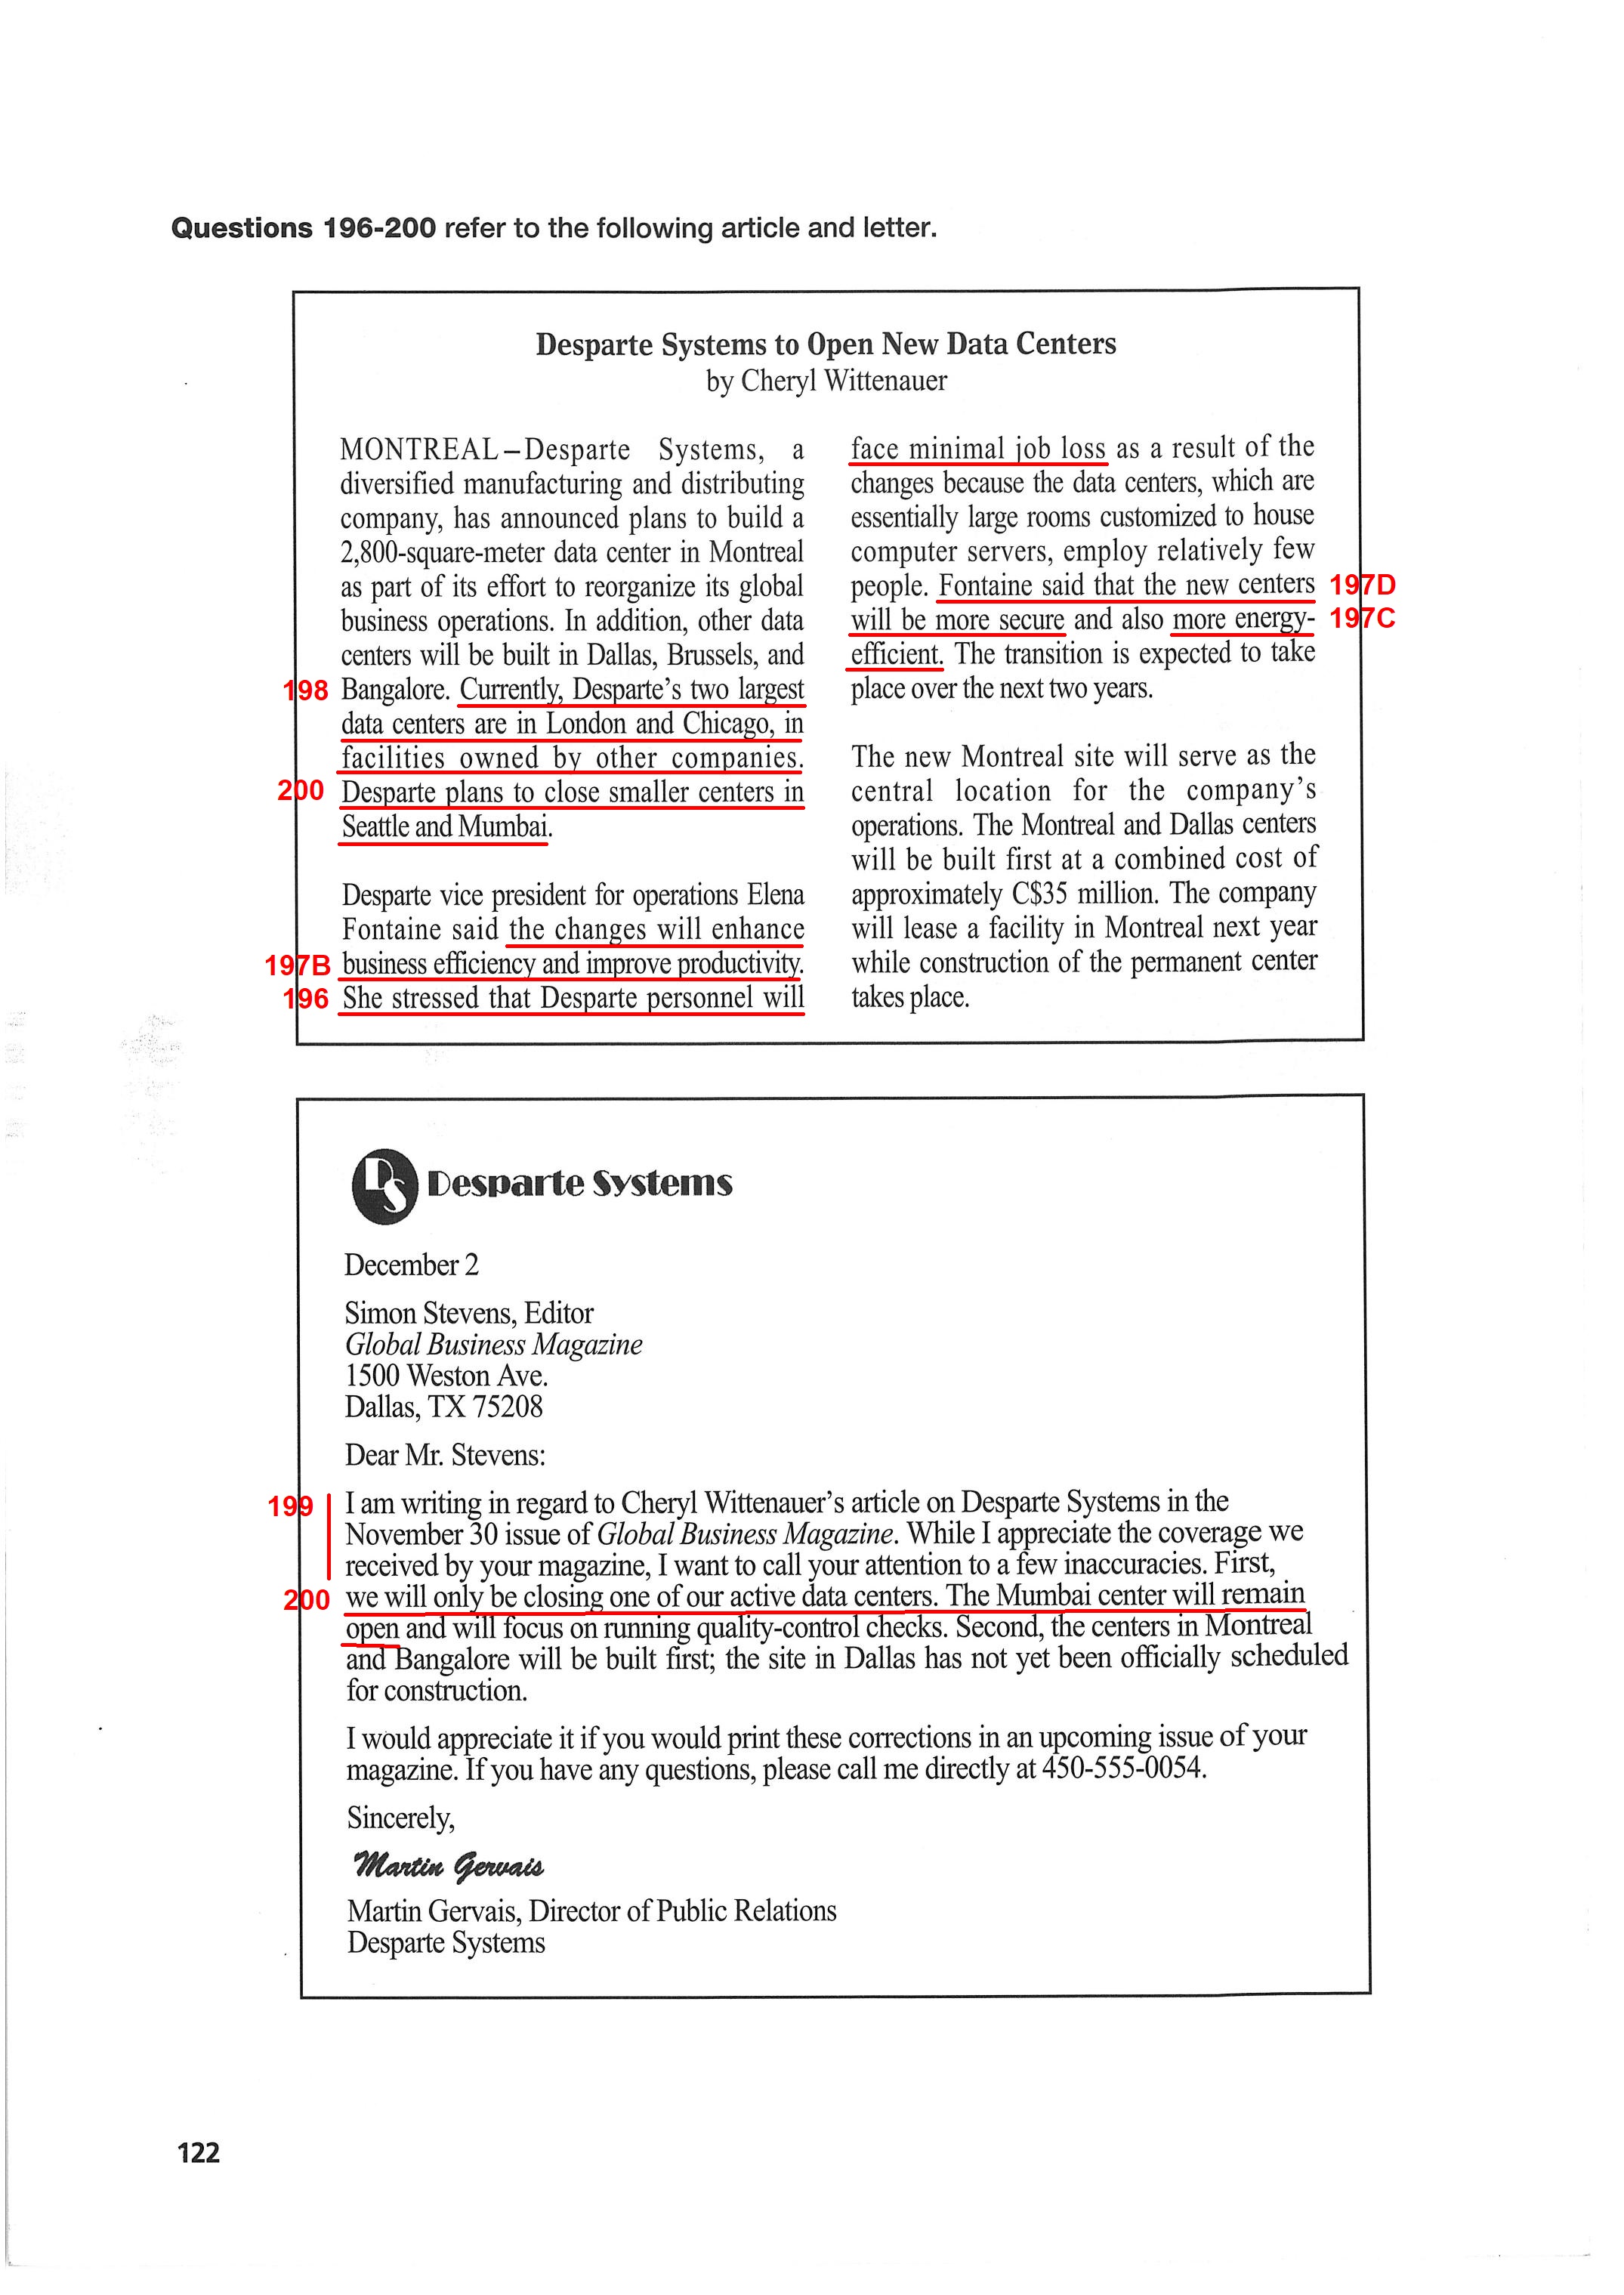 Questions 196-200 refer to the following article and letter.
Desparte Systems to Open New Data Centers
by Cheryl Wittenauer
MONTREAL–Desparte Systems, a
diversified manufacturing and distributing
company, has announced plans to build a
2,800-square-meter data center in Montreal
as part of its effort to reorganize its global
business operations. In addition, other data
centers will be built in Dallas, Brussels, and
198 Bangalore. Currently, Desparte's two largest
data centers are in London and Chicago, in
facilities owned by other companies.
200 Desparte plans to close smaller centers in
Seattle and Mumbai.
Desparte vice president for operations Elena
Fontaine said the changes will enhance
197B business efficiency and improve productivity.
196 She stressed that Desparte personnel will
face minimal job loss as a result of the
changes because the data centers, which are
essentially large rooms customized to house
computer servers, employ relatively few
people. Fontaine said that the new centers 197D
will be more secure and also more energy- 197C
efficient. The transition is expected to take
place over the next two years.
The new Montreal site will serve as the
central location for the company's
operations. The Montreal and Dallas centers
will be built first at a combined cost of
approximately C$35 million. The company
will lease a facility in Montreal next year
while construction of the permanent center
takes place.
DS Desparte Systems
December 2
Simon Stevens, Editor
Global Business Magazine
1500 Weston Ave.
Dallas, TX 75208
Dear Mr. Stevens:
199 I am writing in regard to Cheryl Wittenauer's article on Desparte Systems in the
November 30 issue of Global Business Magazine. While I appreciate the coverage we
received by your magazine, I want to call your attention to a few inaccuracies. First,
200 we will only be closing one of our active data centers. The Mumbai center will remain
open and will focus on running quality-control checks. Second, the centers in Montreal
and Bangalore will be built first; the site in Dallas has not yet been officially scheduled
for construction.
I would appreciate it if you would print these corrections in an upcoming issue of your
magazine. If you have any questions, please call me directly at 450-555-0054.
Sincerely,
Martin Gervais
Martin Gervais, Director of Public Relations
Desparte Systems
122